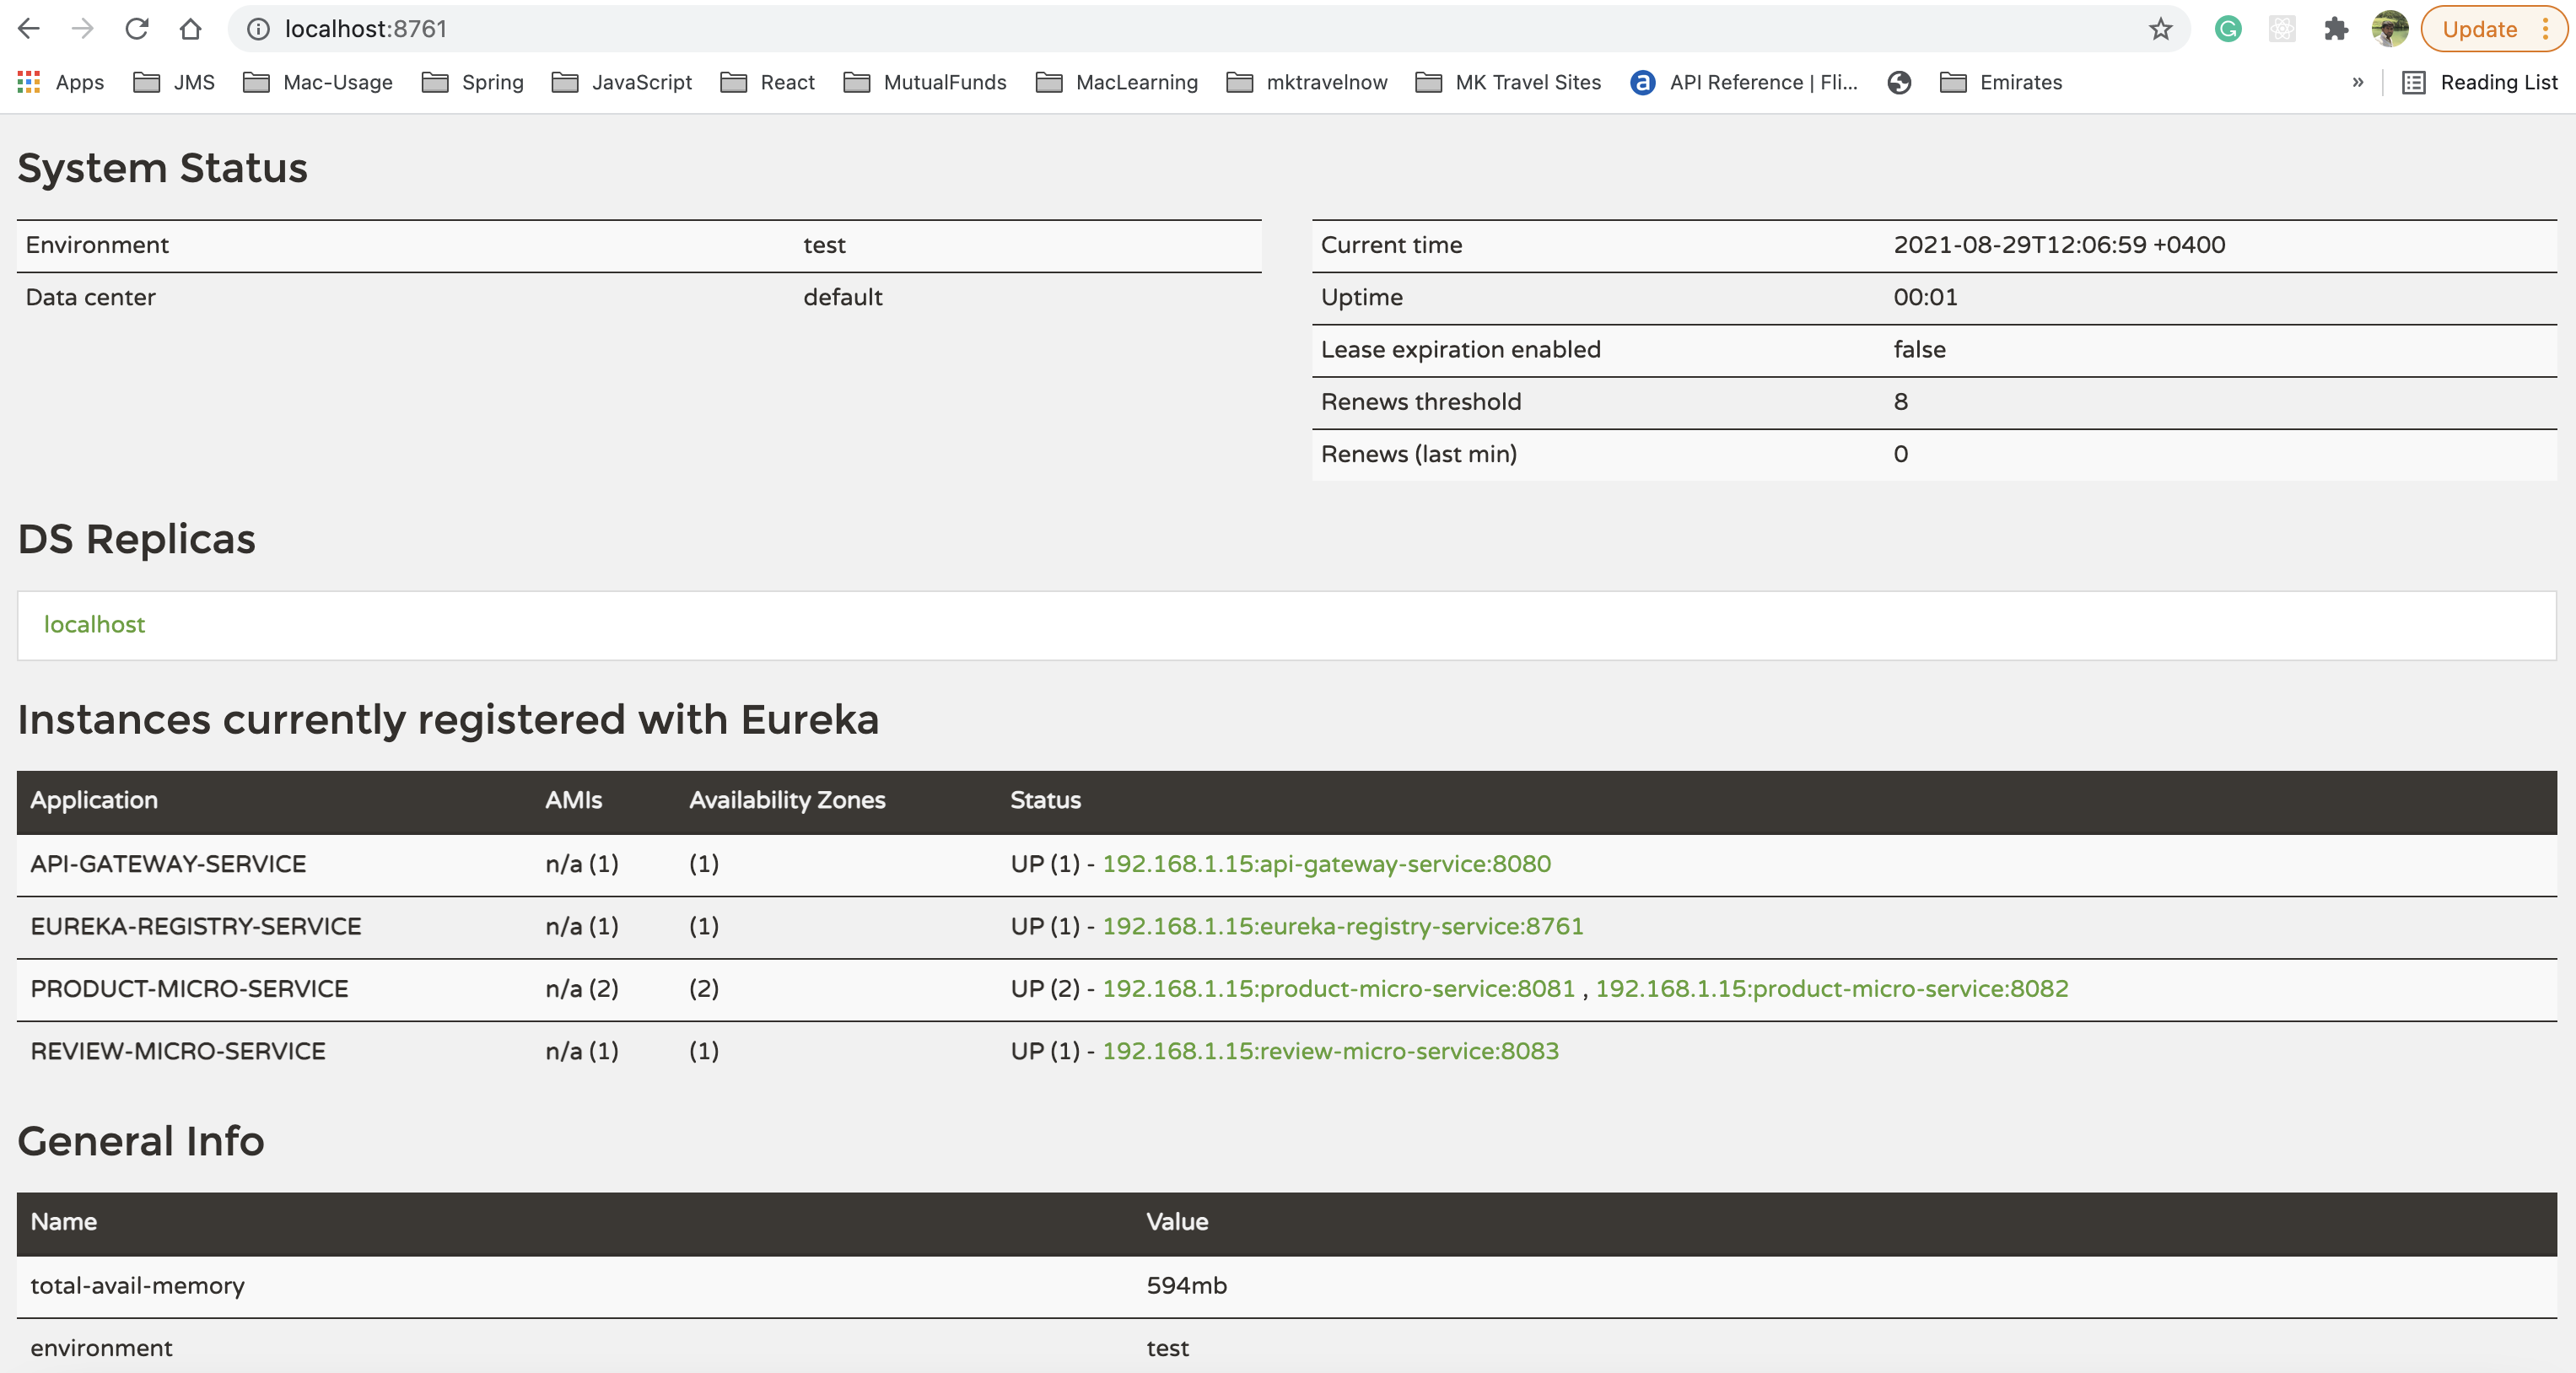 localhost:8761
Update
Apps JMS Mac-Usage Spring JavaScript React MutualFunds MacLearning mktravelnow MK Travel Sites API Reference | Fli... Emirates » Reading List
System Status
Environment test
Data center default
Current time 2021-08-29T12:06:59 +0400
Uptime 00:01
Lease expiration enabled false
Renews threshold 8
Renews (last min) 0
DS Replicas
localhost
Instances currently registered with Eureka
Application AMIs Availability Zones Status
API-GATEWAY-SERVICE n/a (1) (1) UP (1) - 192.168.1.15:api-gateway-service:8080
EUREKA-REGISTRY-SERVICE n/a (1) (1) UP (1) - 192.168.1.15:eureka-registry-service:8761
PRODUCT-MICRO-SERVICE n/a (2) (2) UP (2) - 192.168.1.15:product-micro-service:8081 , 192.168.1.15:product-micro-service:8082
REVIEW-MICRO-SERVICE n/a (1) (1) UP (1) - 192.168.1.15:review-micro-service:8083
General Info
Name Value
total-avail-memory 594mb
environment test